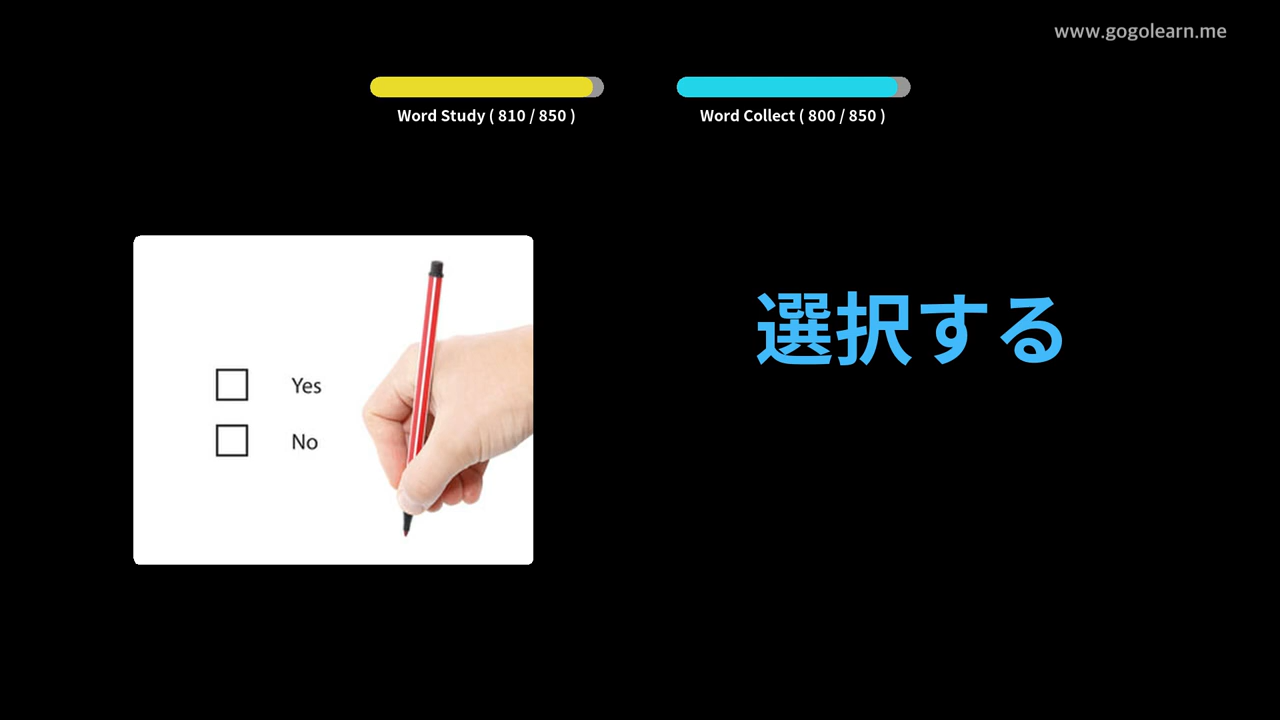 www.gogolearn.me
Word Study ( 810 / 850 )
Word Collect ( 800 / 850 )
選択する
Yes
No